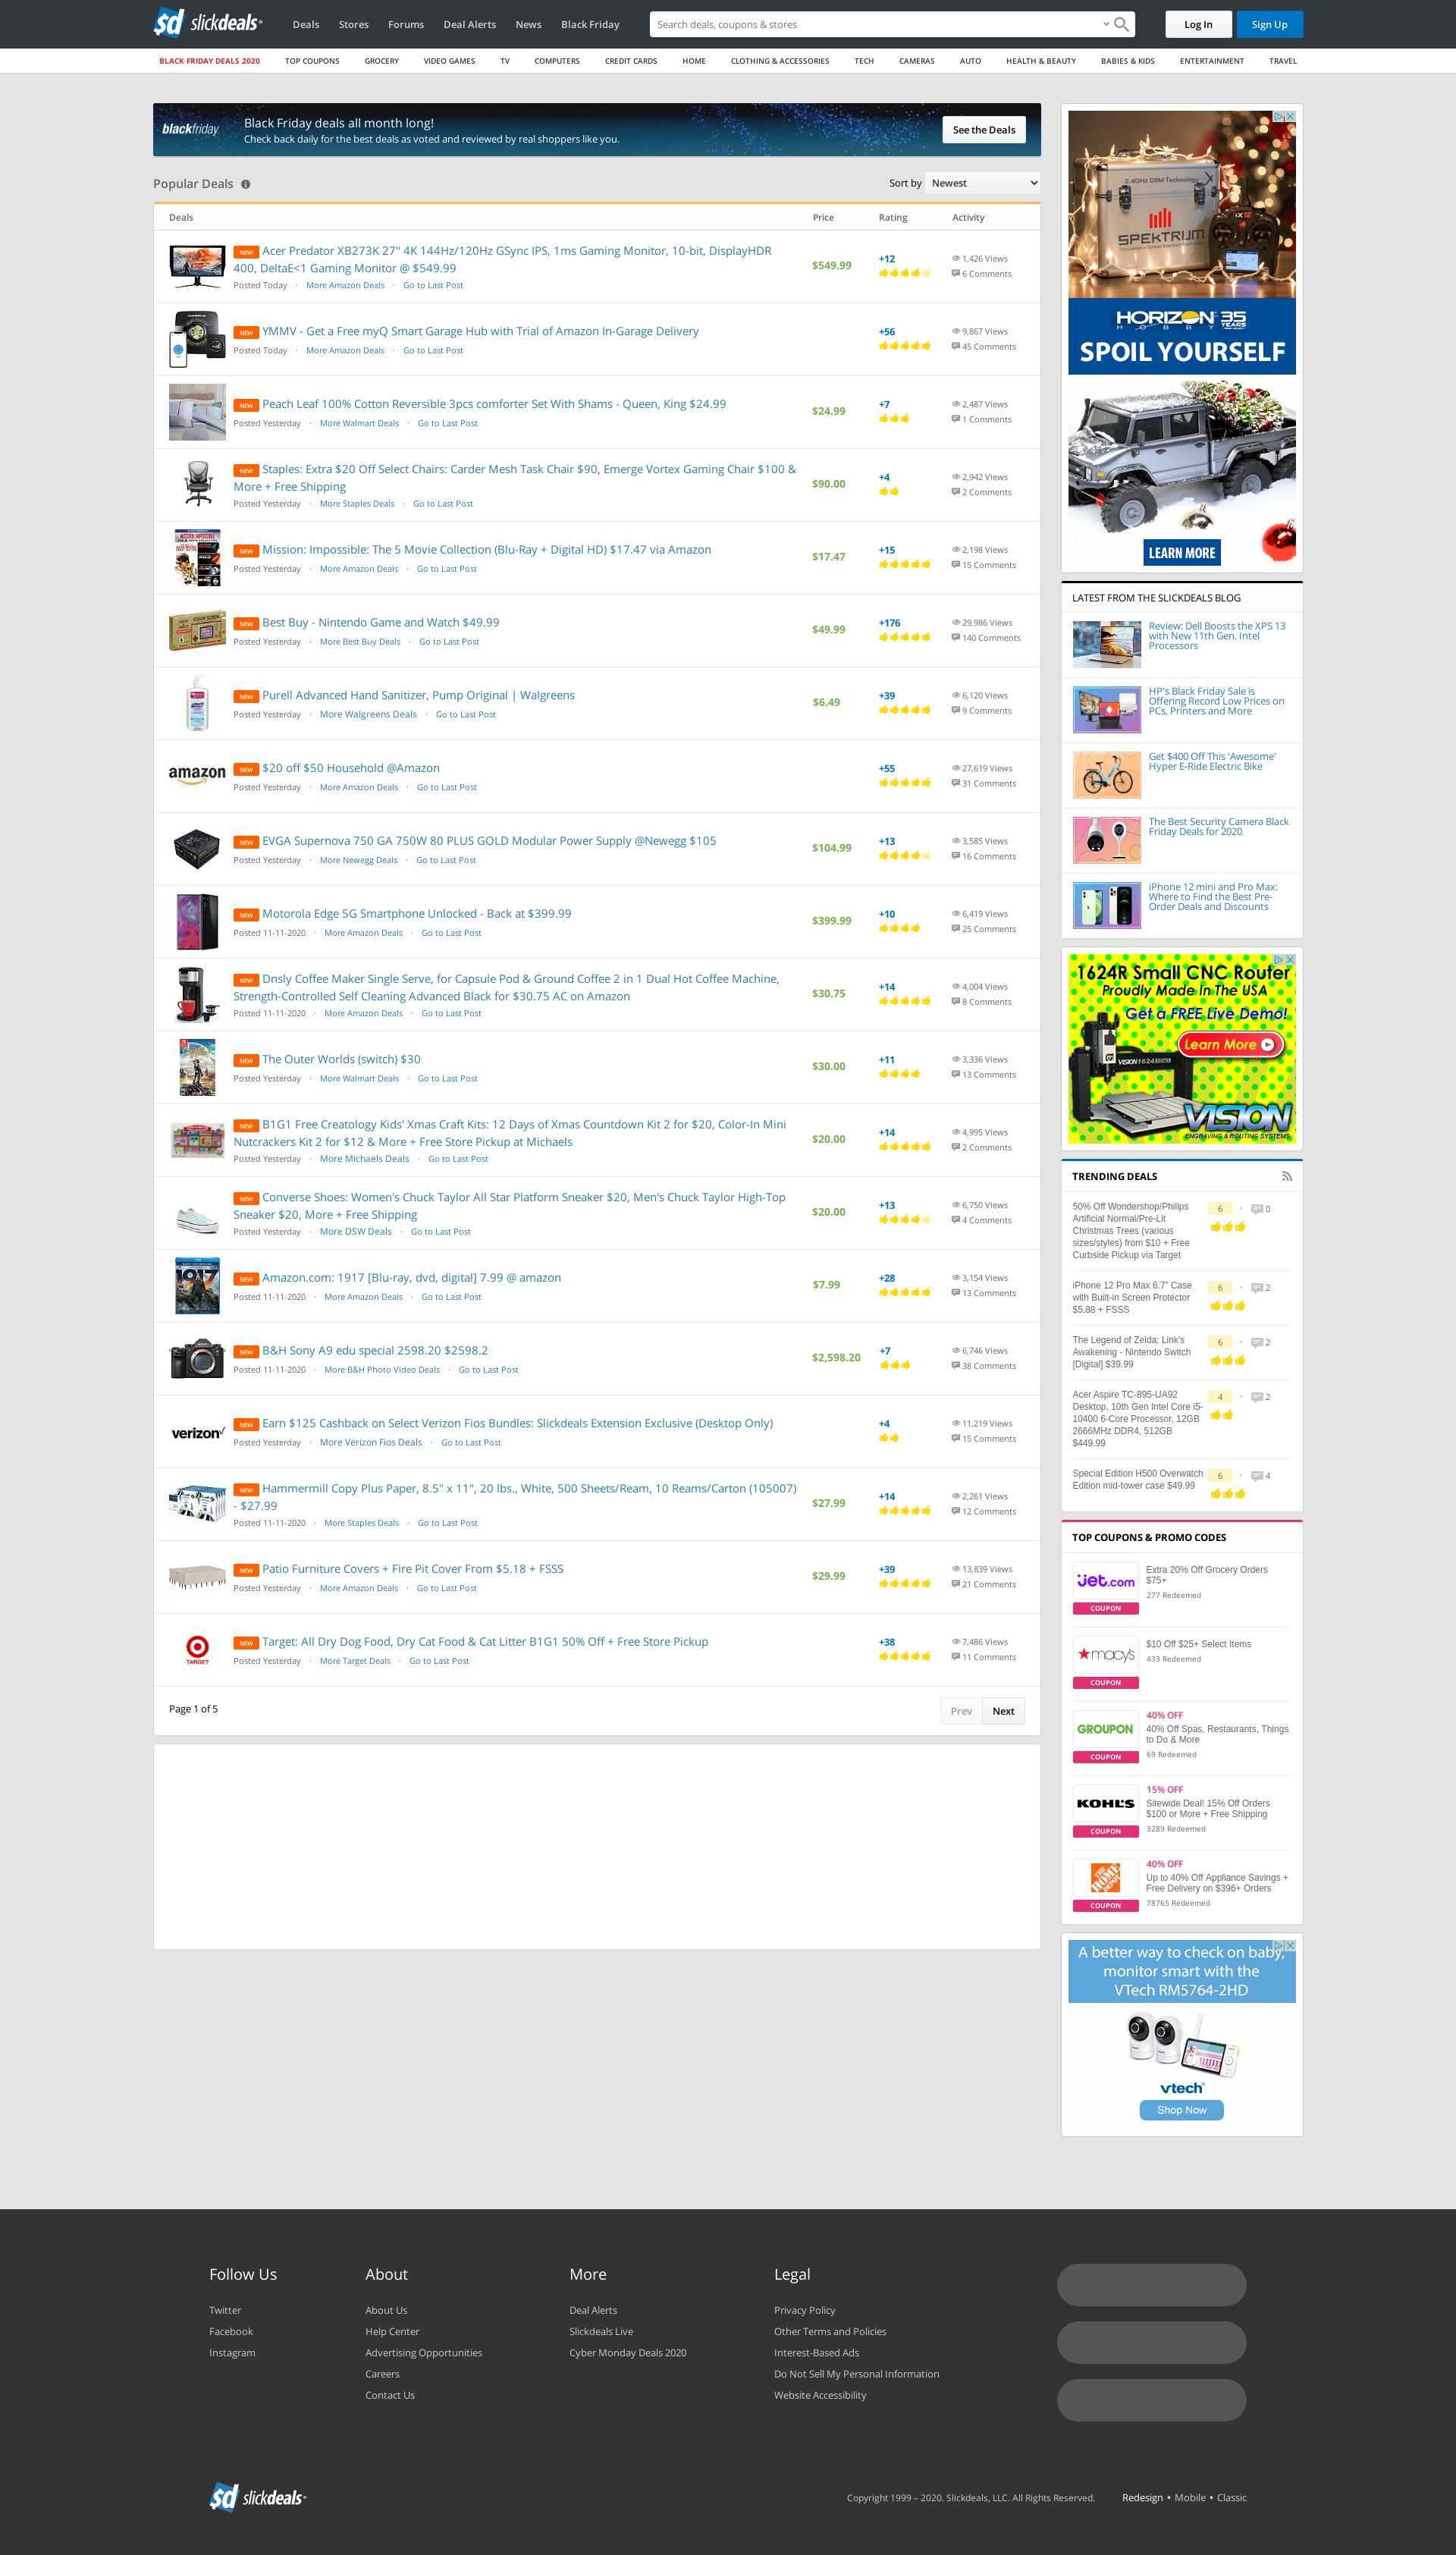 sd slickdeals
Deals Stores Forums Deal Alerts News Black Friday
Search deals, coupons & stores
Log In Sign Up
BLACK FRIDAY DEALS 2020 TOP COUPONS GROCERY VIDEO GAMES TV COMPUTERS CREDIT CARDS HOME CLOTHING & ACCESSORIES TECH CAMERAS AUTO HEALTH & BEAUTY BABIES & KIDS ENTERTAINMENT TRAVEL
blackfriday
Black Friday deals all month long!
Check back daily for the best deals as voted and reviewed by real shoppers like you.
See the Deals
Popular Deals
Sort by Newest
Deals Price Rating Activity
NEW Acer Predator XB273K 27" 4K 144Hz/120Hz GSync IPS, 1ms Gaming Monitor, 10-bit, DisplayHDR
400, DeltaE<1 Gaming Monitor @ $549.99
Posted Today · More Amazon Deals · Go to Last Post
$549.99
+12
1,426 Views
6 Comments
NEW YMMV - Get a Free myQ Smart Garage Hub with Trial of Amazon In-Garage Delivery
Posted Today · More Amazon Deals · Go to Last Post
+56
9,867 Views
45 Comments
NEW Peach Leaf 100% Cotton Reversible 3pcs comforter Set With Shams - Queen, King $24.99
Posted Yesterday · More Walmart Deals · Go to Last Post
$24.99
+7
2,487 Views
1 Comments
NEW Staples: Extra $20 Off Select Chairs: Carder Mesh Task Chair $90, Emerge Vortex Gaming Chair $100 &
More + Free Shipping
Posted Yesterday · More Staples Deals · Go to Last Post
$90.00
+4
2,942 Views
2 Comments
NEW Mission: Impossible: The 5 Movie Collection (Blu-Ray + Digital HD) $17.47 via Amazon
Posted Yesterday · More Amazon Deals · Go to Last Post
$17.47
+15
2,198 Views
15 Comments
NEW Best Buy - Nintendo Game and Watch $49.99
Posted Yesterday · More Best Buy Deals · Go to Last Post
$49.99
+176
29,986 Views
140 Comments
NEW Purell Advanced Hand Sanitizer, Pump Original | Walgreens
Posted Yesterday · More Walgreens Deals · Go to Last Post
$6.49
+39
6,120 Views
9 Comments
amazon
NEW $20 off $50 Household @Amazon
Posted Yesterday · More Amazon Deals · Go to Last Post
+55
27,619 Views
31 Comments
NEW EVGA Supernova 750 GA 750W 80 PLUS GOLD Modular Power Supply @Newegg $105
Posted Yesterday · More Newegg Deals · Go to Last Post
$104.99
+13
3,585 Views
16 Comments
NEW Motorola Edge 5G Smartphone Unlocked - Back at $399.99
Posted 11-11-2020 · More Amazon Deals · Go to Last Post
$399.99
+10
6,419 Views
25 Comments
NEW Dnsly Coffee Maker Single Serve, for Capsule Pod & Ground Coffee 2 in 1 Dual Hot Coffee Machine,
Strength-Controlled Self Cleaning Advanced Black for $30.75 AC on Amazon
Posted 11-11-2020 · More Amazon Deals · Go to Last Post
$30.75
+14
4,004 Views
8 Comments
NEW The Outer Worlds (switch) $30
Posted Yesterday · More Walmart Deals · Go to Last Post
$30.00
+11
3,336 Views
13 Comments
NEW B1G1 Free Creatology Kids' Xmas Craft Kits: 12 Days of Xmas Countdown Kit 2 for $20, Color-In Mini
Nutcrackers Kit 2 for $12 & More + Free Store Pickup at Michaels
Posted Yesterday · More Michaels Deals · Go to Last Post
$20.00
+14
4,995 Views
2 Comments
NEW Converse Shoes: Women's Chuck Taylor All Star Platform Sneaker $20, Men's Chuck Taylor High-Top
Sneaker $20, More + Free Shipping
Posted Yesterday · More DSW Deals · Go to Last Post
$20.00
+13
6,750 Views
4 Comments
1917
NEW Amazon.com: 1917 [Blu-ray, dvd, digital] 7.99 @ amazon
Posted 11-11-2020 · More Amazon Deals · Go to Last Post
$7.99
+28
3,154 Views
13 Comments
NEW B&H Sony A9 edu special 2598.20 $2598.2
Posted 11-11-2020 · More B&H Photo Video Deals · Go to Last Post
$2,598.20
+7
6,746 Views
38 Comments
verizon
NEW Earn $125 Cashback on Select Verizon Fios Bundles: Slickdeals Extension Exclusive (Desktop Only)
Posted Yesterday · More Verizon Fios Deals · Go to Last Post
+4
11,219 Views
15 Comments
NEW Hammermill Copy Plus Paper, 8.5" x 11", 20 lbs., White, 500 Sheets/Ream, 10 Reams/Carton (105007)
- $27.99
Posted 11-11-2020 · More Staples Deals · Go to Last Post
$27.99
+14
2,261 Views
12 Comments
NEW Patio Furniture Covers + Fire Pit Cover From $5.18 + FSSS
Posted Yesterday · More Amazon Deals · Go to Last Post
$29.99
+39
13,839 Views
21 Comments
TARGET
NEW Target: All Dry Dog Food, Dry Cat Food & Cat Litter B1G1 50% Off + Free Store Pickup
Posted Yesterday · More Target Deals · Go to Last Post
+38
7,486 Views
11 Comments
Page 1 of 5
Prev Next
2.4GHz DSM Technology
SPEKTRUM
iX12
HORIZON HOBBY 35 YEARS
SPOIL YOURSELF
LEARN MORE
LATEST FROM THE SLICKDEALS BLOG
Review: Dell Boosts the XPS 13
with New 11th Gen. Intel
Processors
HP's Black Friday Sale is
Offering Record Low Prices on
PCs, Printers and More
Get $400 Off This 'Awesome'
Hyper E-Ride Electric Bike
The Best Security Camera Black
Friday Deals for 2020
iPhone 12 mini and Pro Max:
Where to Find the Best Pre-
Order Deals and Discounts
1624R Small CNC Router
Proudly Made In The USA
Get a FREE Live Demo!
Learn More
VISION 1624 ROUTER
VISION
ENGRAVING & ROUTING SYSTEMS
TRENDING DEALS
50% Off Wondershop/Philips
Artificial Normal/Pre-Lit
Christmas Trees (various
sizes/styles) from $10 + Free
Curbside Pickup via Target
6 • 0
iPhone 12 Pro Max 6.7" Case
with Built-in Screen Protector
$5.88 + FSSS
6 • 2
The Legend of Zelda: Link's
Awakening - Nintendo Switch
[Digital] $39.99
6 • 2
Acer Aspire TC-895-UA92
Desktop, 10th Gen Intel Core i5-
10400 6-Core Processor, 12GB
2666MHz DDR4, 512GB
$449.99
4 • 2
Special Edition H500 Overwatch
Edition mid-tower case $49.99
6 • 4
TOP COUPONS & PROMO CODES
jet.com
COUPON
Extra 20% Off Grocery Orders
$75+
277 Redeemed
macy's
COUPON
$10 Off $25+ Select Items
433 Redeemed
GROUPON
COUPON
40% OFF
40% Off Spas, Restaurants, Things
to Do & More
69 Redeemed
KOHL'S
COUPON
15% OFF
Sitewide Deal! 15% Off Orders
$100 or More + Free Shipping
3289 Redeemed
THE HOME DEPOT
COUPON
40% OFF
Up to 40% Off Appliance Savings +
Free Delivery on $396+ Orders
78765 Redeemed
A better way to check on baby,
monitor smart with the
VTech RM5764-2HD
vtech
Shop Now
Follow Us
Twitter
Facebook
Instagram
About
About Us
Help Center
Advertising Opportunities
Careers
Contact Us
More
Deal Alerts
Slickdeals Live
Cyber Monday Deals 2020
Legal
Privacy Policy
Other Terms and Policies
Interest-Based Ads
Do Not Sell My Personal Information
Website Accessibility
sd slickdeals
Copyright 1999 – 2020. Slickdeals, LLC. All Rights Reserved.
Redesign • Mobile • Classic